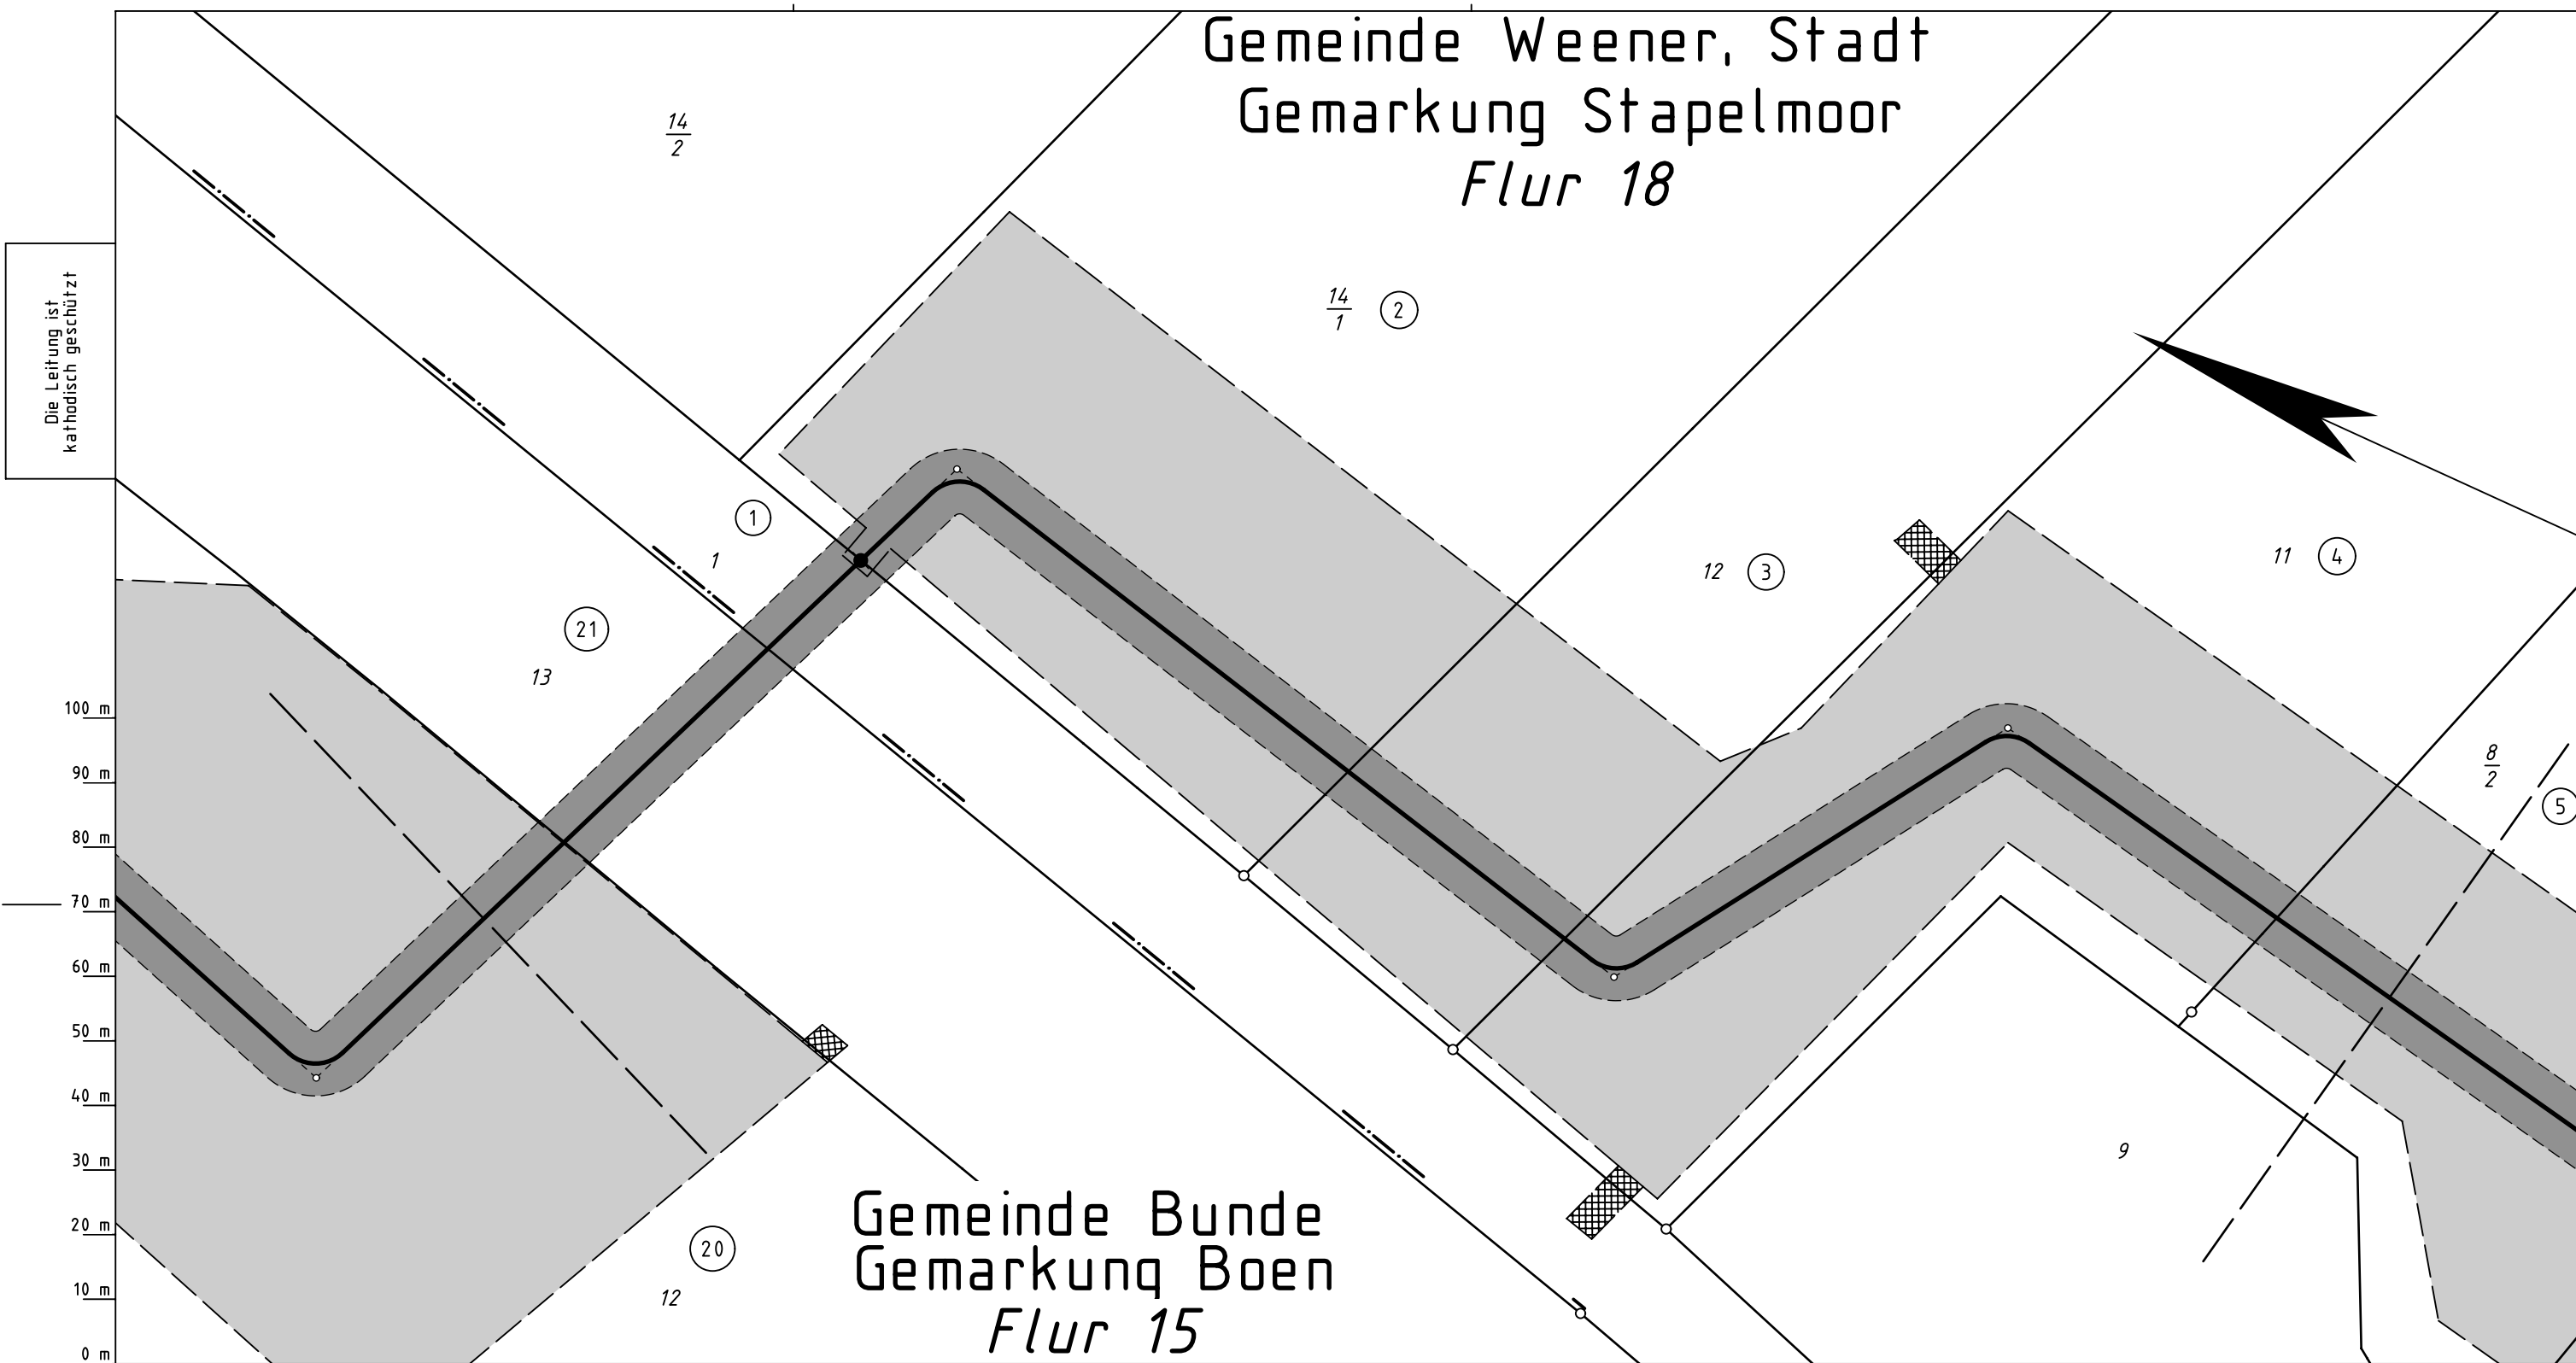 Gemeinde Weener, Stadt
Gemarkung Stapelmoor
Flur 18
14
2
14
1
2
Die Leitung ist
kathodisch geschützt
1
1
12
3
11
4
21
13
8
2
5
100 m
90 m
80 m
70 m
60 m
50 m
40 m
30 m
20 m
10 m
0 m
9
Gemeinde Bunde
Gemarkung Boen
Flur 15
20
12